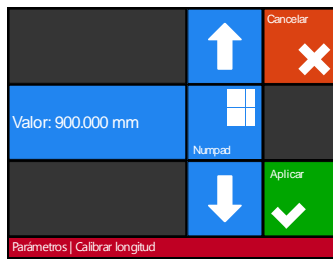 Cancelar
Valor: 900.000 mm
Numpad
Aplicar
Parámetros | Calibrar longitud